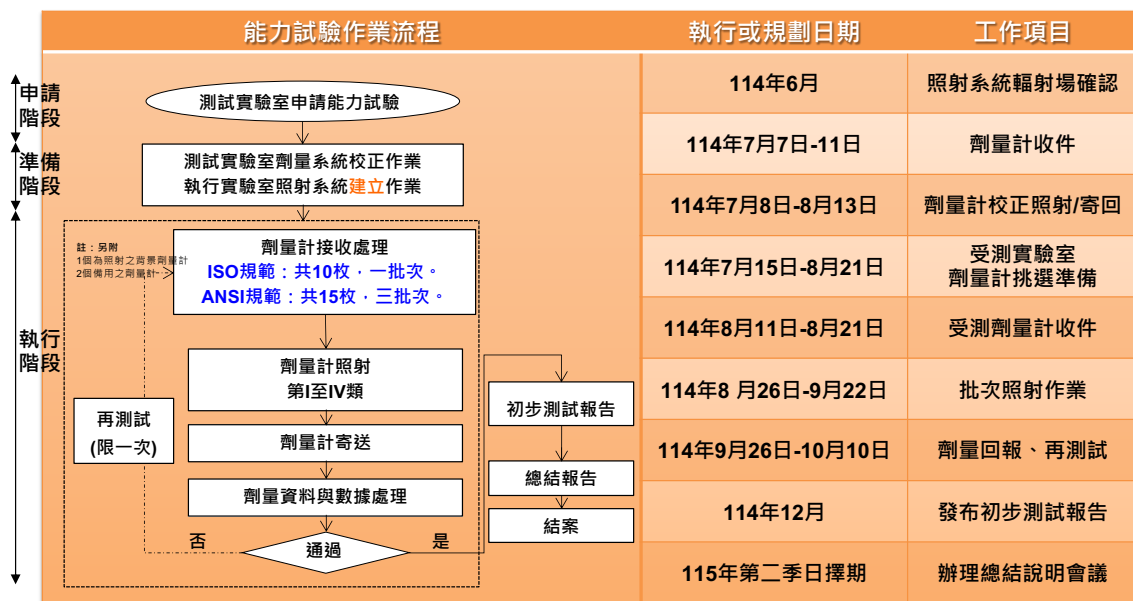 能力試驗作業流程
執行或規劃日期
工作項目
申請
階段
測試實驗室申請能力試驗
準備
階段
測試實驗室劑量系統校正作業
執行實驗室照射系統建立作業
執行
階段
註：另附
1個為照射之背景劑量計
2個備用之劑量計
劑量計接收處理
ISO規範：共10枚，一批次。
ANSI規範：共15枚，三批次。
劑量計照射
第I至IV類
再測試
(限一次)
劑量計寄送
劑量資料與數據處理
否
通過
是
初步測試報告
總結報告
結案
114年6月
照射系統輻射場確認
114年7月7日-11日
劑量計收件
114年7月8日-8月13日
劑量計校正照射/寄回
114年7月15日-8月21日
受測實驗室
劑量計挑選準備
114年8月11日-8月21日
受測劑量計收件
114年8 月26日-9月22日
批次照射作業
114年9月26日-10月10日
劑量回報、再測試
114年12月
發布初步測試報告
115年第二季日擇期
辦理總結說明會議